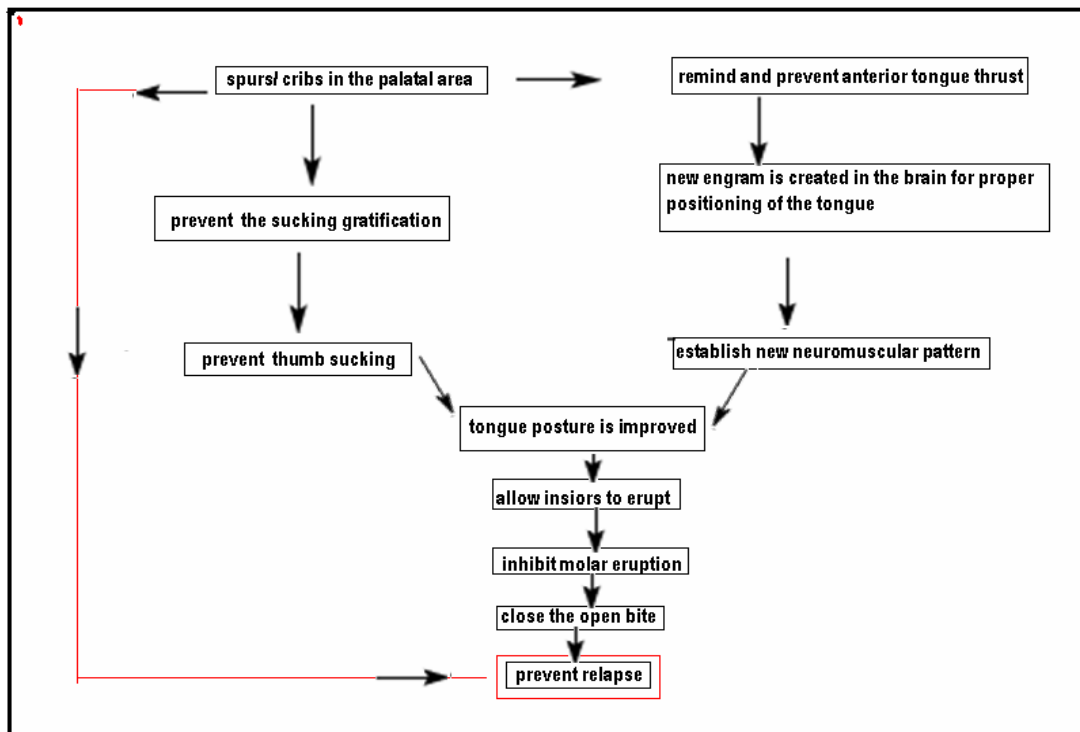 spurs/ cribs in the palatal area
remind and prevent anterior tongue thrust
new engram is created in the brain for proper
positioning of the tongue
prevent the sucking gratification
establish new neuromuscular pattern
prevent thumb sucking
tongue posture is improved
allow insiors to erupt
inhibit molar eruption
close the open bite
prevent relapse